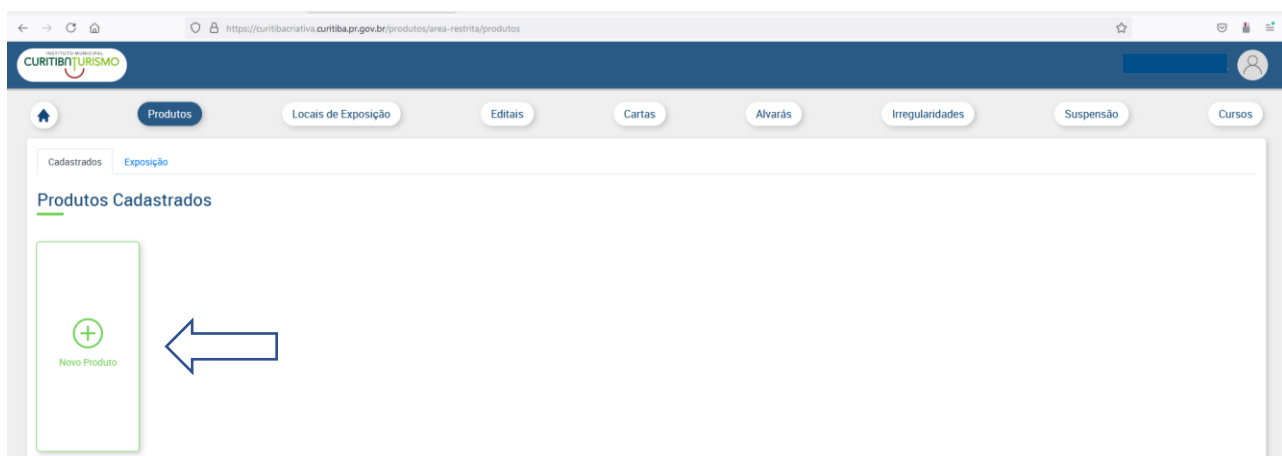 https://curitibacriativa.curitiba.pr.gov.br/produtos/area-restrita/produtos
INSTITUTO MUNICIPAL
CURITIBA TURISMO
Produtos
Locais de Exposição
Editais
Cartas
Alvarás
Irregularidades
Suspensão
Cursos
Cadastrados
Exposição
Produtos Cadastrados
Novo Produto